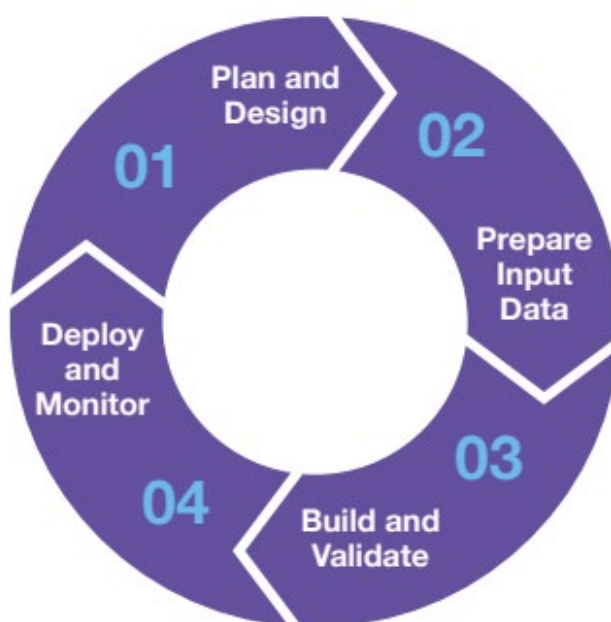 01
Plan and
Design
02
Prepare
Input
Data
03
Build and
Validate
04
Deploy
and
Monitor